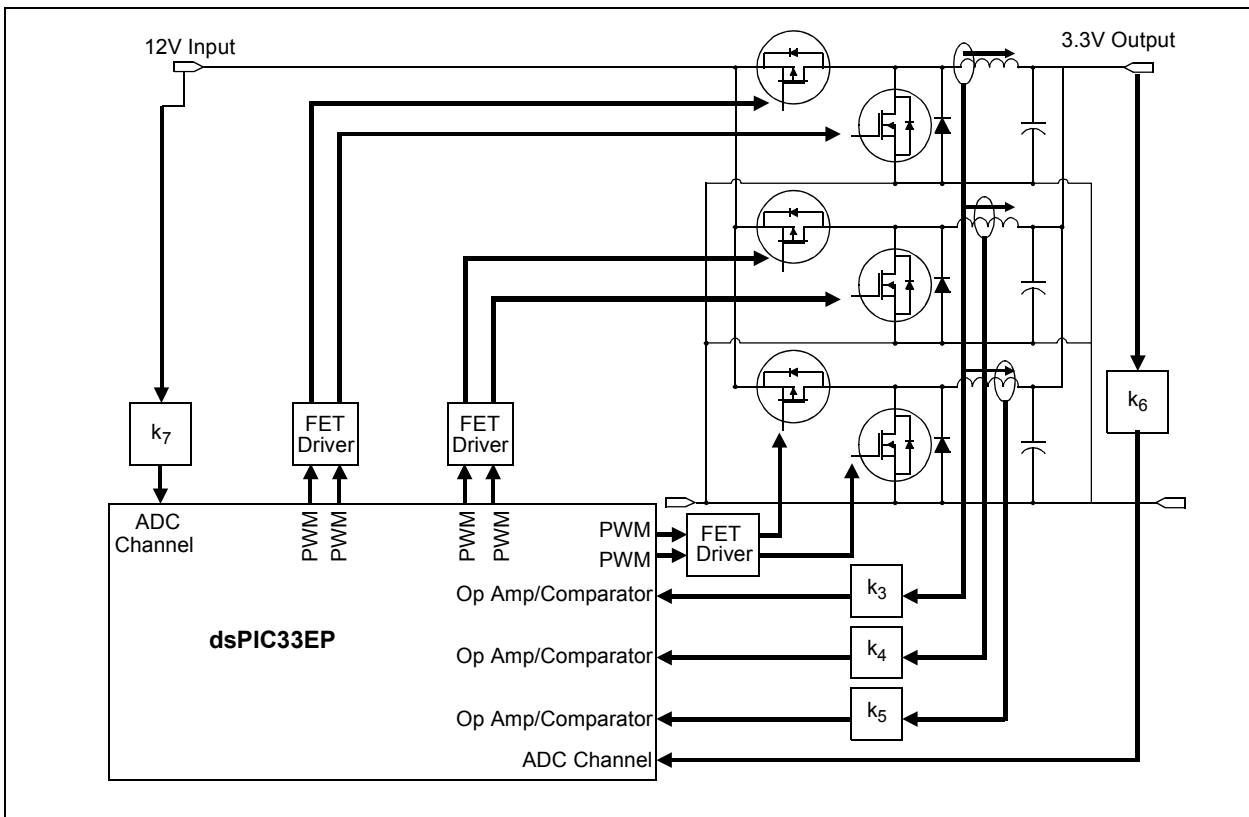 12V Input
3.3V Output
k7
FET
Driver
FET
Driver
k6
ADC
Channel
PWM
PWM
PWM
PWM
PWM
PWM
FET
Driver
Op Amp/Comparator
k3
dsPIC33EP
Op Amp/Comparator
k4
Op Amp/Comparator
k5
ADC Channel